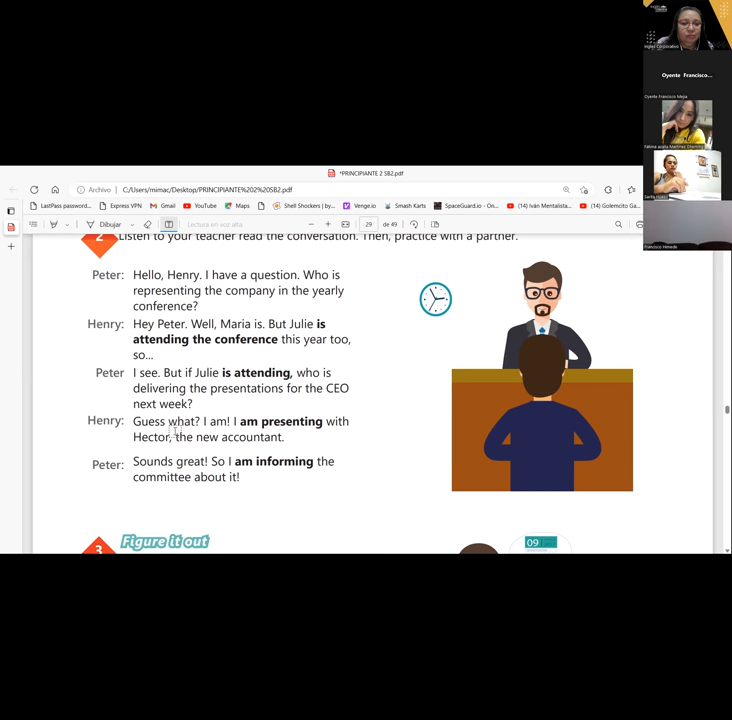 Oyente Francisco...
Oyente Francisco Mejia
*PRINCIPIANTE 2 SB2.pdf
Archivo C:/Users/mimac/Desktop/PRINCIPIANTE%202%20SB2.pdf
LastPass password... Express VPN Gmail YouTube Maps Shell Shockers | by... Venge.io Smash Karts SpaceGuard.io - On... (14) Iván Mentalista... (14) Golemcito Ga...
Dibujar Lectura en voz alta 29 de 49
2 Listen to your teacher read the conversation. Then, practice with a partner.
Peter: Hello, Henry. I have a question. Who is
representing the company in the yearly
conference?
Henry: Hey Peter. Well, Maria is. But Julie is
attending the conference this year too,
so...
Peter I see. But if Julie is attending, who is
delivering the presentations for the CEO
next week?
Henry: Guess what? I am! I am presenting with
Hector, the new accountant.
Peter: Sounds great! So I am informing the
committee about it!
3 Figure it out
09